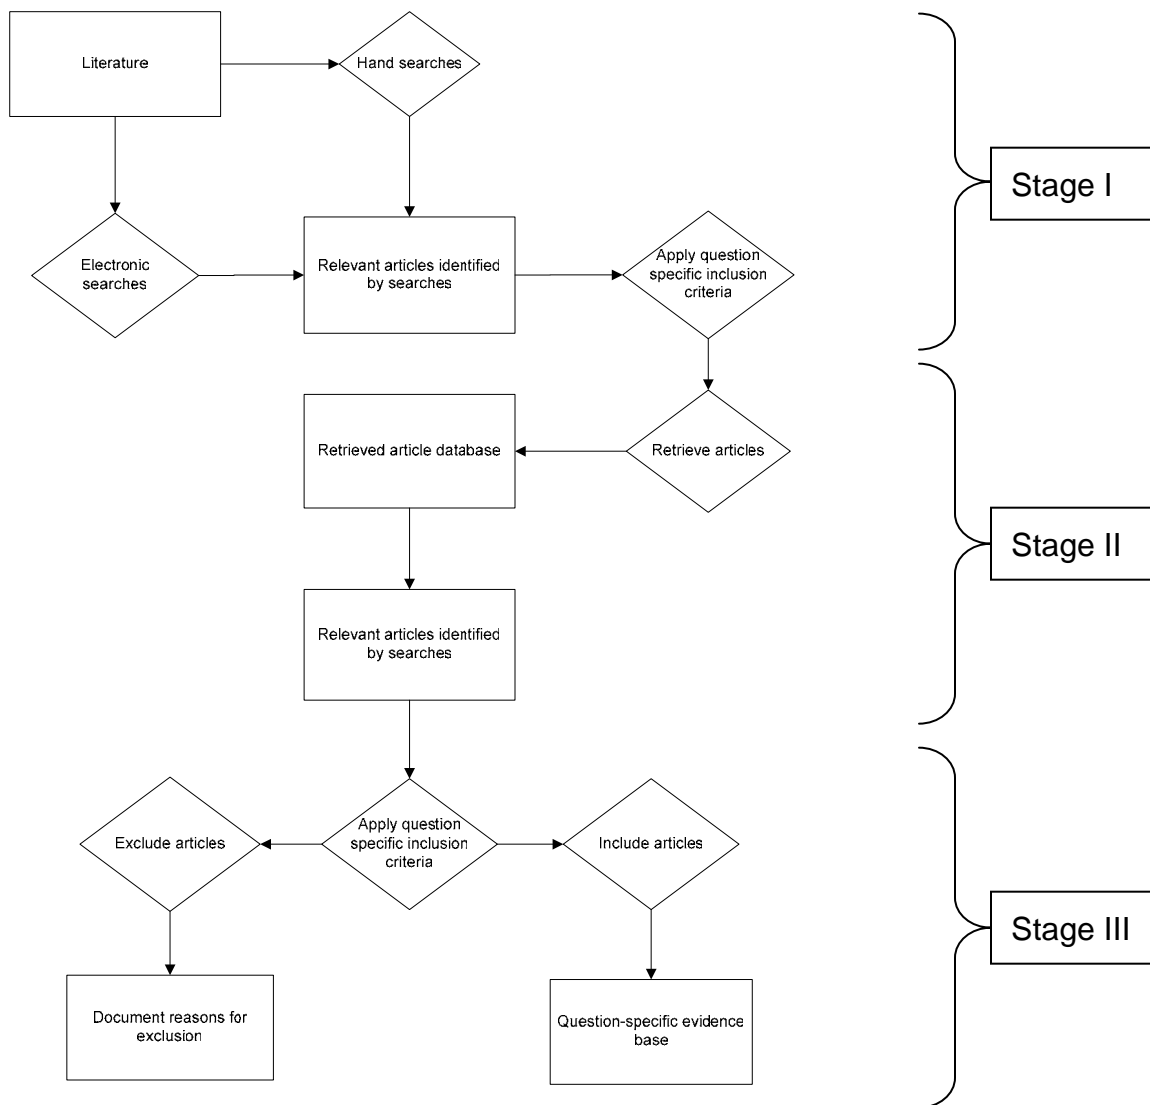 Literature
Hand searches
Stage I
Electronic
searches
Relevant articles identified
by searches
Apply question
specific inclusion
criteria
Retrieved article database
Retrieve articles
Stage II
Relevant articles identified
by searches
Exclude articles
Apply question
specific inclusion
criteria
Include articles
Stage III
Document reasons for
exclusion
Question-specific evidence
base